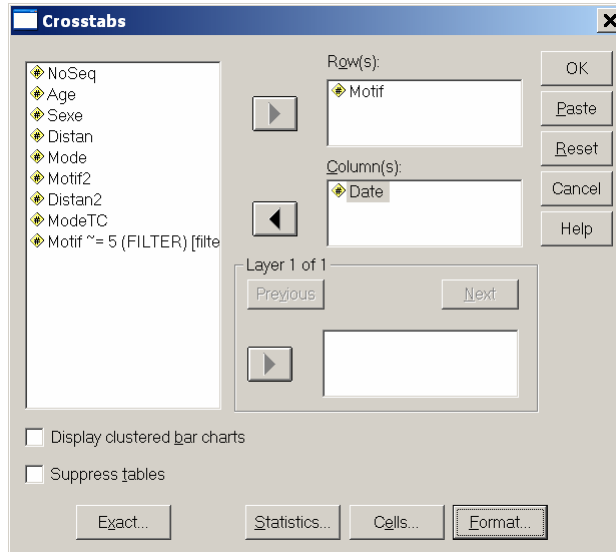 Crosstabs
NoSeq
Age
Sexe
Distan
Mode
Motif2
Distan2
ModeTC
Motif ~= 5 (FILTER) [filte
Row(s):
Motif
Column(s):
Date
Layer 1 of 1
Previous
Next
OK
Paste
Reset
Cancel
Help
Display clustered bar charts
Suppress tables
Exact...
Statistics...
Cells...
Format...